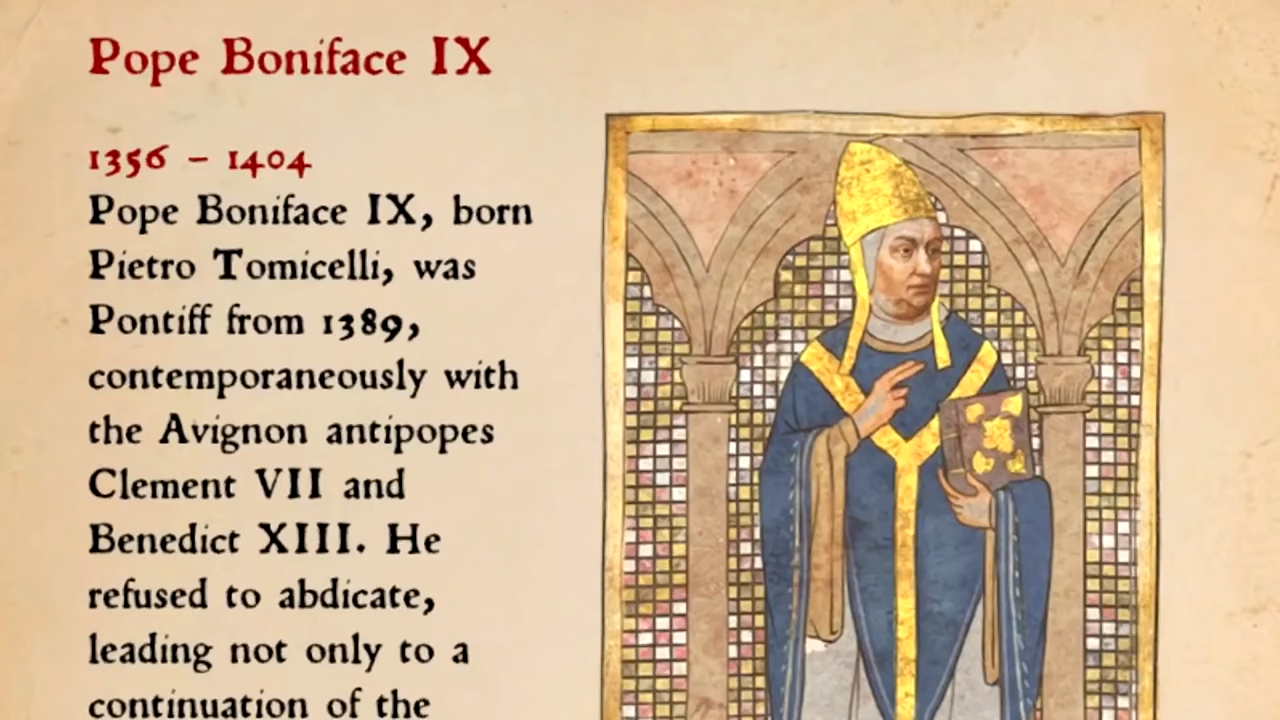 Pope Boniface IX
1356 – 1404
Pope Boniface IX, born
Pietro Tomicelli, was
Pontiff from 1389,
contemporaneously with
the Avignon antipopes
Clement VII and
Benedict XIII. He
refused to abdicate,
leading not only to a
continuation of the